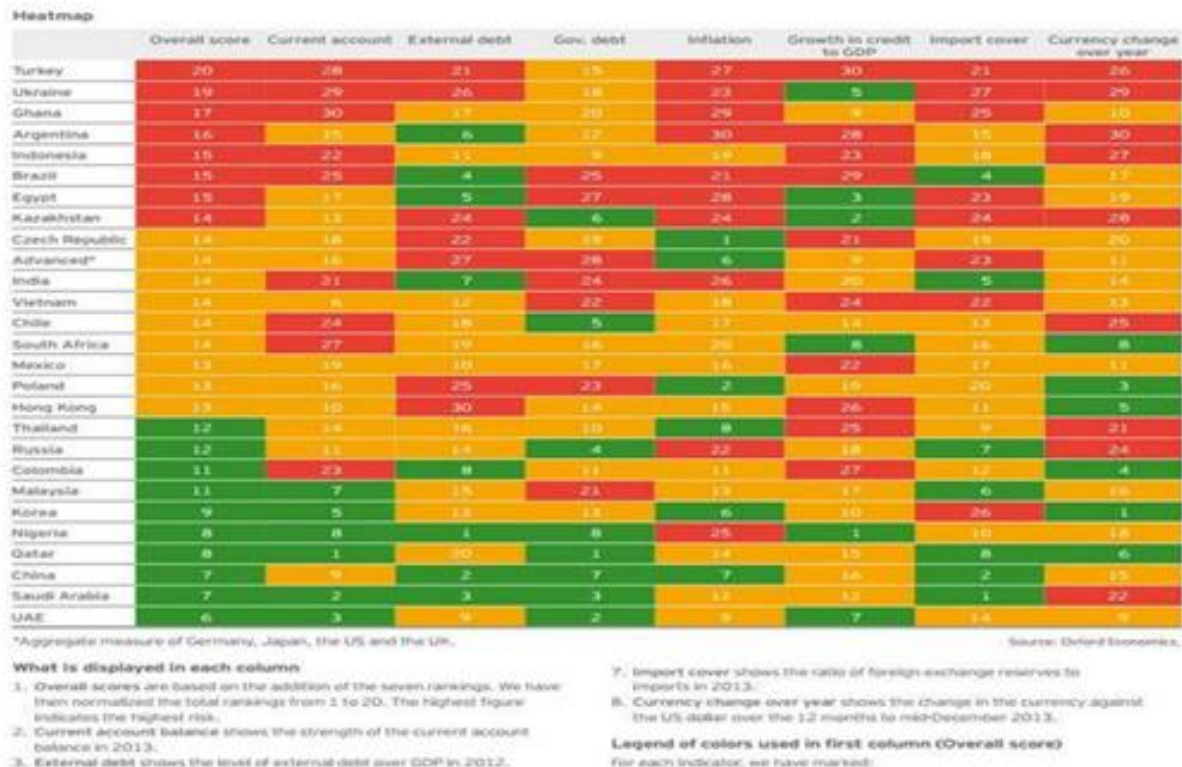 Heatmap
Overall score Current account External debt Gov. debt Inflation Growth in credit to GDP Import cover Currency change over year
Turkey 20 28 21 15 27 30 21 26
Ukraine 19 29 26 18 23 5 27 29
Ghana 17 30 17 20 29 9 25 10
Argentina 16 15 6 12 30 28 15 30
Indonesia 15 22 11 9 19 23 18 27
Brazil 15 25 4 25 21 29 4 17
Egypt 15 17 5 27 28 3 23 19
Kazakhstan 14 13 24 6 24 2 24 28
Czech Republic 14 18 22 19 1 21 19 20
Advanced* 14 16 27 28 6 9 23 11
India 14 21 7 24 26 20 5 14
Vietnam 14 6 12 22 18 24 22 13
Chile 14 24 18 5 17 14 13 25
South Africa 14 27 19 16 20 8 16 8
Mexico 13 19 10 17 16 22 17 11
Poland 13 16 25 23 2 19 20 3
Hong Kong 13 10 30 14 15 26 11 5
Thailand 12 14 16 10 8 25 9 21
Russia 12 11 14 4 22 18 7 24
Colombia 11 23 8 11 11 27 12 4
Malaysia 11 7 15 21 13 17 6 16
Korea 9 5 13 13 6 10 26 1
Nigeria 8 8 1 8 25 1 10 18
Qatar 8 1 20 1 14 15 8 6
China 7 9 2 7 7 16 2 15
Saudi Arabia 7 2 3 3 12 12 1 22
UAE 6 3 9 2 9 7 14 9
*Aggregate measure of Germany, Japan, the US and the UK.
Source: Oxford Economics.
What is displayed in each column
1. Overall scores are based on the addition of the seven rankings. We have
then normalized the total rankings from 1 to 20. The highest figure
indicates the highest risk.
2. Current account balance shows the strength of the current account
balance in 2013.
3. External debt shows the level of external debt over GDP in 2012.
7. Import cover shows the ratio of foreign exchange reserves to
imports in 2013.
8. Currency change over year shows the change in the currency against
the US dollar over the 12 months to mid-December 2013.
Legend of colors used in first column (Overall score)
For each indicator, we have marked: